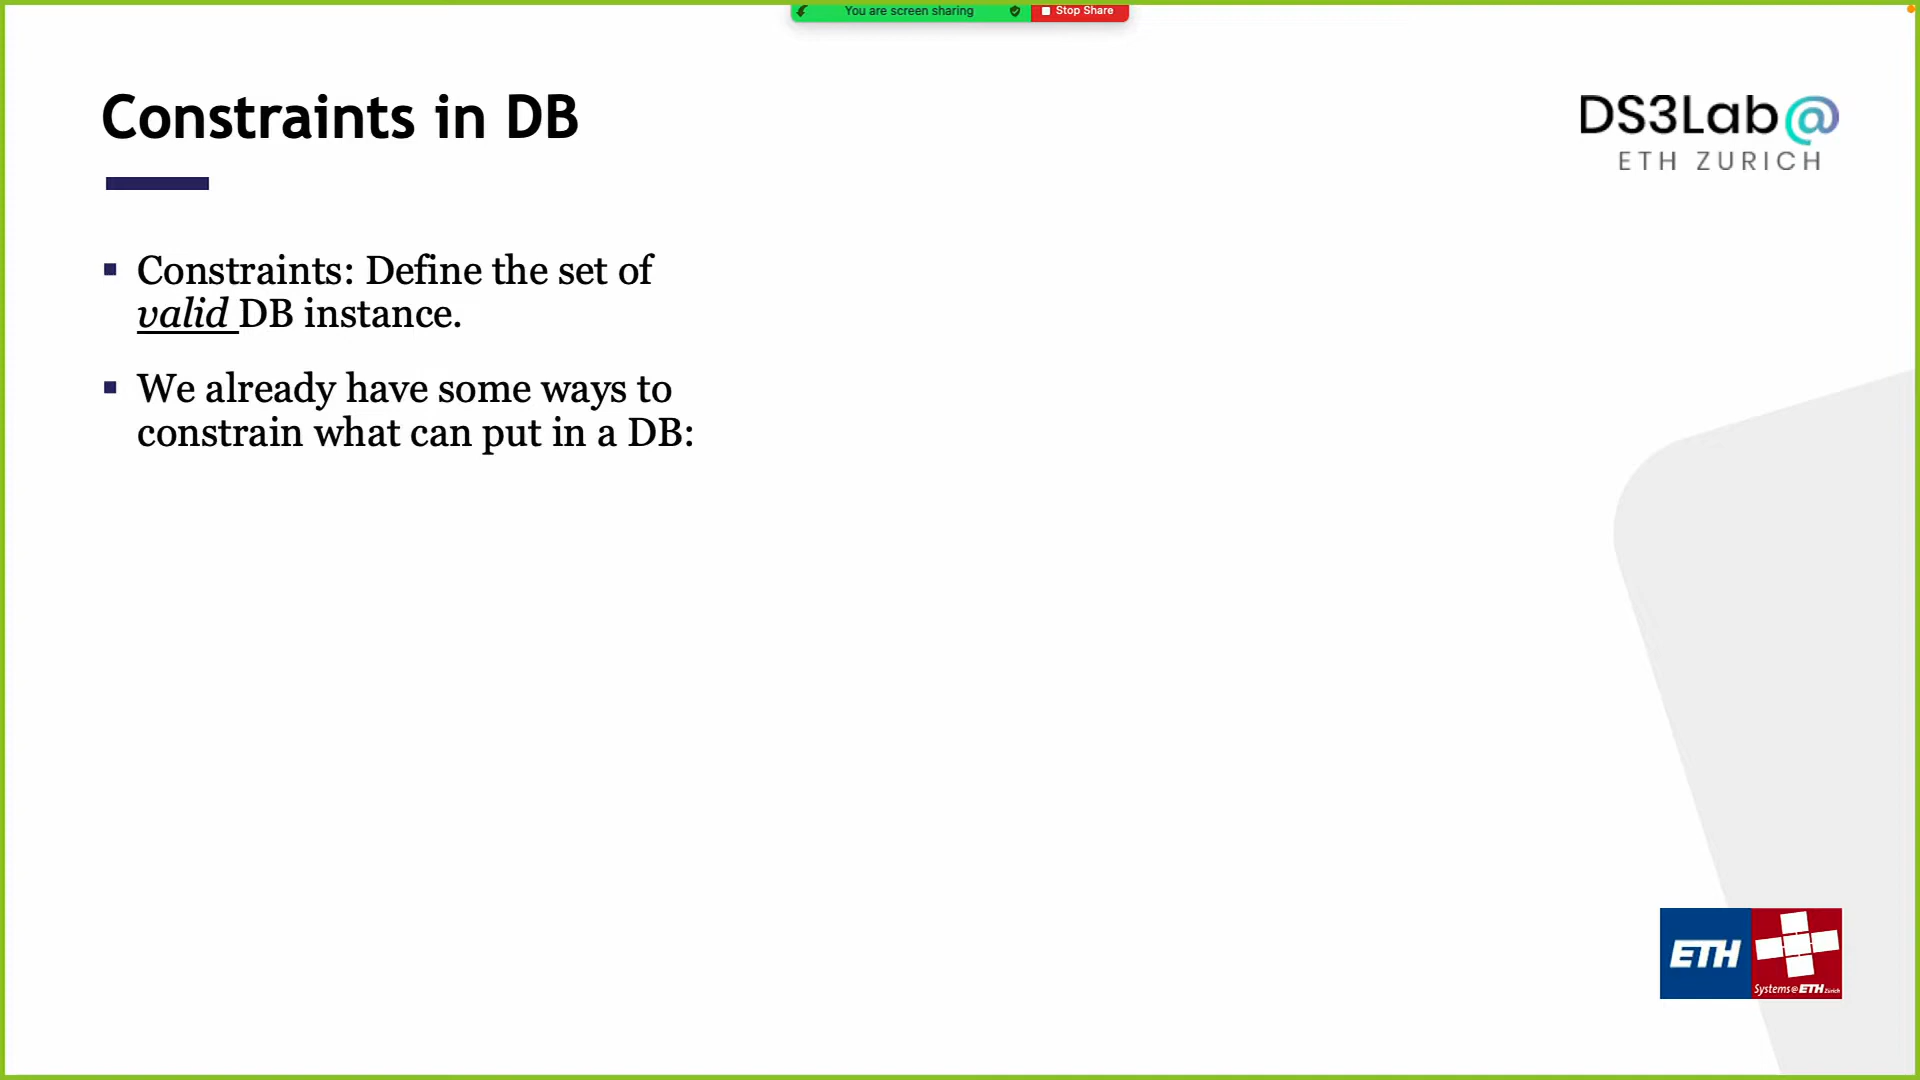 You are screen sharing
Stop Share
Constraints in DB
DS3Lab@
ETH ZURICH
Constraints: Define the set of
valid DB instance.
We already have some ways to
constrain what can put in a DB:
ETH
Systems@ETH Zürich